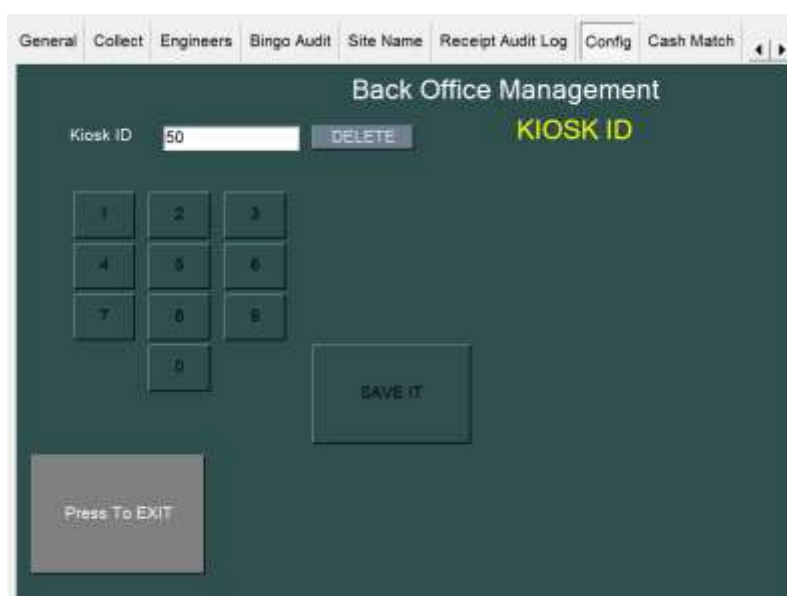 General Collect Engineers Bingo Audit Site Name Receipt Audit Log Config Cash Match
Back Office Management
Kiosk ID 50 DELETE KIOSK ID
1 2 3
4 5 6
7 8 9
0
SAVE IT
Press To EXIT